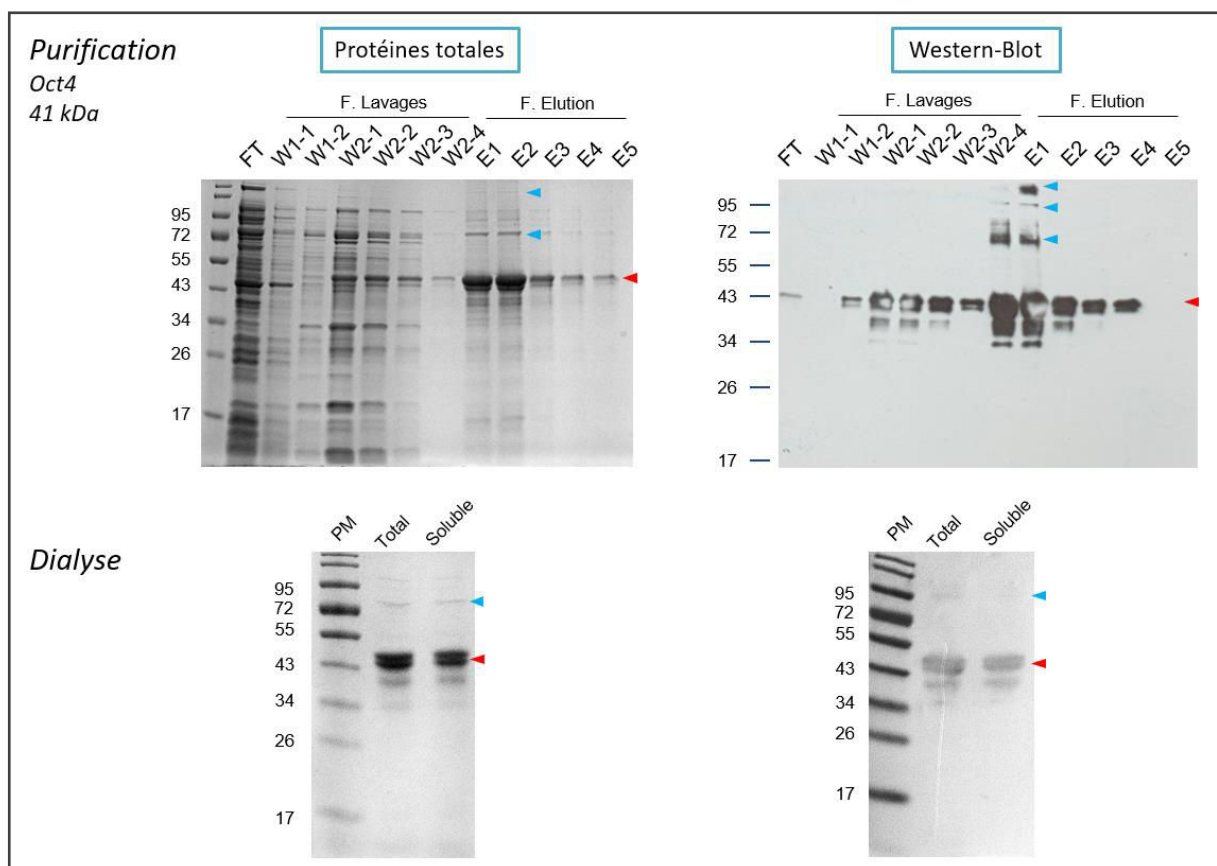 Purification
Oct4
41 kDa
Protéines totales
F. Lavages
F. Elution
FT W1-1 W1-2 W2-1 W2-2 W2-3 W2-4 E1 E2 E3 E4 E5
95
72
55
43
34
26
17
Western-Blot
F. Lavages
F. Elution
FT W1-1 W1-2 W2-1 W2-2 W2-3 W2-4 E1 E2 E3 E4 E5
95
72
55
43
34
26
17
Dialyse
PM Total Soluble
95
72
55
43
34
26
17
PM Total Soluble
95
72
55
43
34
26
17